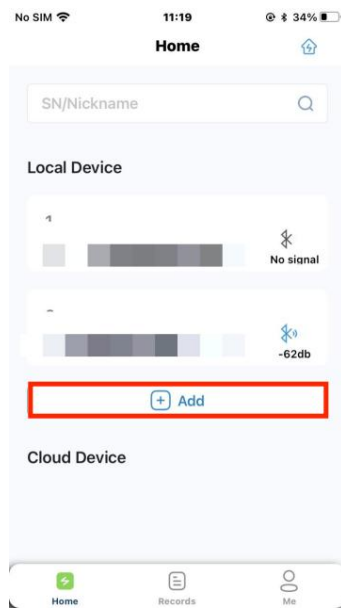 No SIM 11:19 34%
Home
SN/Nickname
Local Device
No signal
-62db
+ Add
Cloud Device
Home Records Me